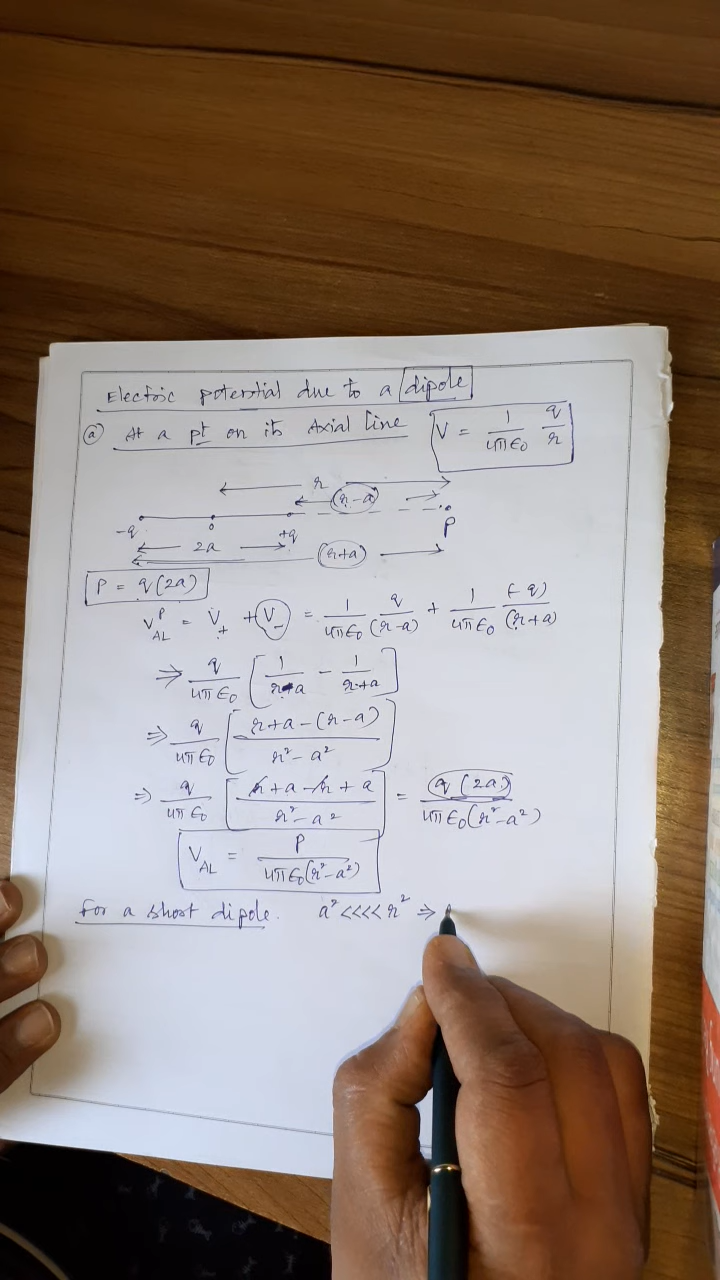 Electric potential due to a dipole
(a) At a pt on its Axial line V = 1/4πε0 q/r
r
(r-a)
-q o +q P
2a (r+a)
P = q(2a)
V^P_AL = V_+ + V_- = 1/4πε0 q/(r-a) + 1/4πε0 (-q)/(r+a)
⇒ q/4πε0 [1/r-a - 1/r+a]
⇒ q/4πε0 [r+a-(r-a)/r²-a²]
⇒ q/4πε0 [r+a-r+a/r²-a²] = q(2a)/4πε0(r²-a²)
V_AL = P/4πε0(r²-a²)
For a short dipole. a² <<<< r² ⇒